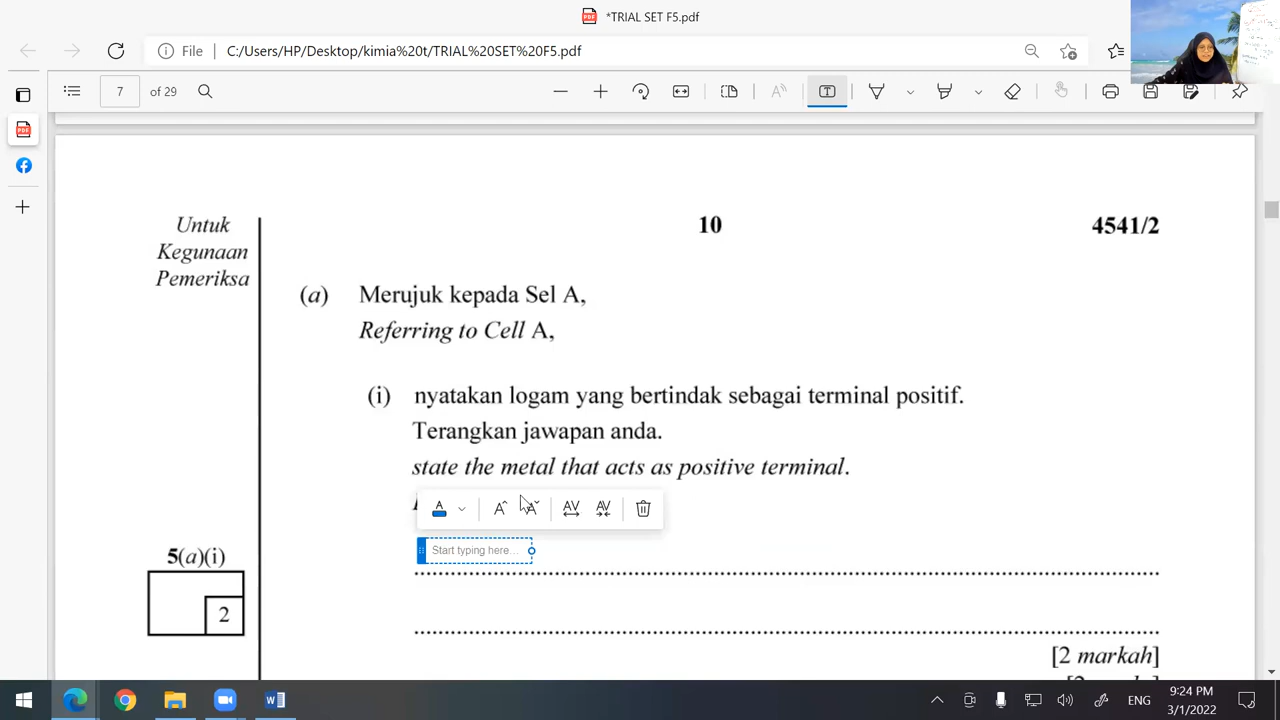 *TRIAL SET F5.pdf
File
C:/Users/HP/Desktop/kimia%20t/TRIAL%20SET%20F5.pdf
7 of 29
Untuk
Kegunaan
Pemeriksa
10
4541/2
(a) Merujuk kepada Sel A,
Referring to Cell A,
(i) nyatakan logam yang bertindak sebagai terminal positif.
Terangkan jawapan anda.
state the metal that acts as positive terminal.
Start typing here...
5(a)(i)
2
[2 markah]
ENG
9:24 PM
3/1/2022